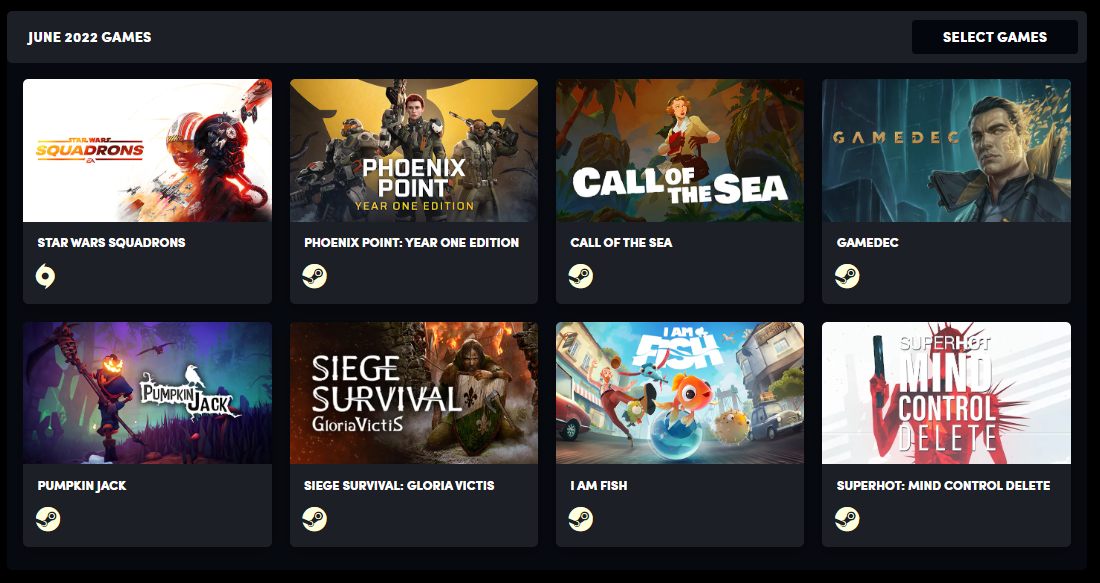 JUNE 2022 GAMES
SELECT GAMES
STAR WARS
SQUADRONS
EA
PHOENIX
POINT
YEAR ONE EDITION
CALL OF
THE SEA
GAMEDEC
STAR WARS SQUADRONS
PHOENIX POINT: YEAR ONE EDITION
CALL OF THE SEA
GAMEDEC
PUMPKIN JACK
SIEGE
SURVIVAL
GloriaVictiS
I AM
FISH
SUPERHOT
MIND
CONTROL
DELETE
PUMPKIN JACK
SIEGE SURVIVAL: GLORIA VICTIS
I AM FISH
SUPERHOT: MIND CONTROL DELETE